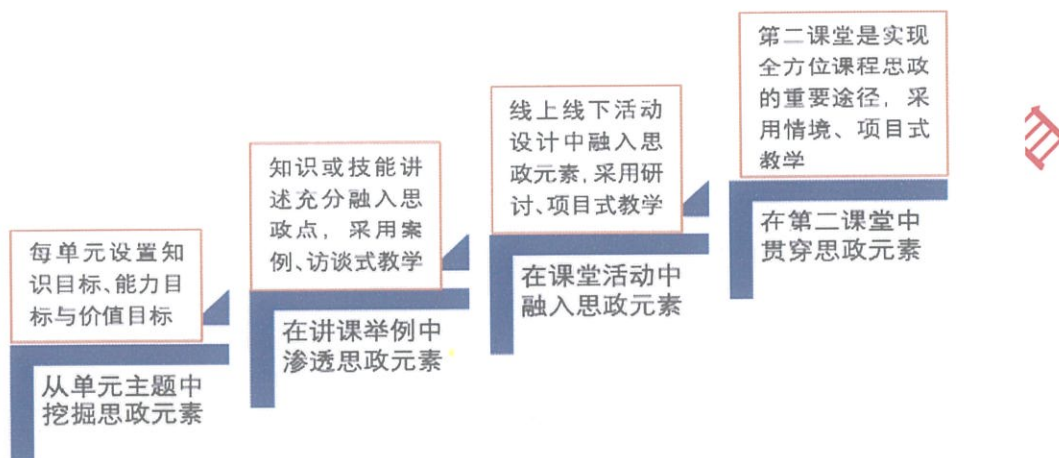 每单元设置知
识目标、能力目
标与价值目标
从单元主题中
挖掘思政元素
知识或技能讲
述充分融入思
政点，采用案
例、访谈式教学
在讲课举例中
渗透思政元素
线上线下活动
设计中融入思
政元素，采用研
讨、项目式教学
在课堂活动中
融入思政元素
第二课堂是实现
全方位课程思政
的重要途径，采
用情境、项目式
教学
在第二课堂中
贯穿思政元素